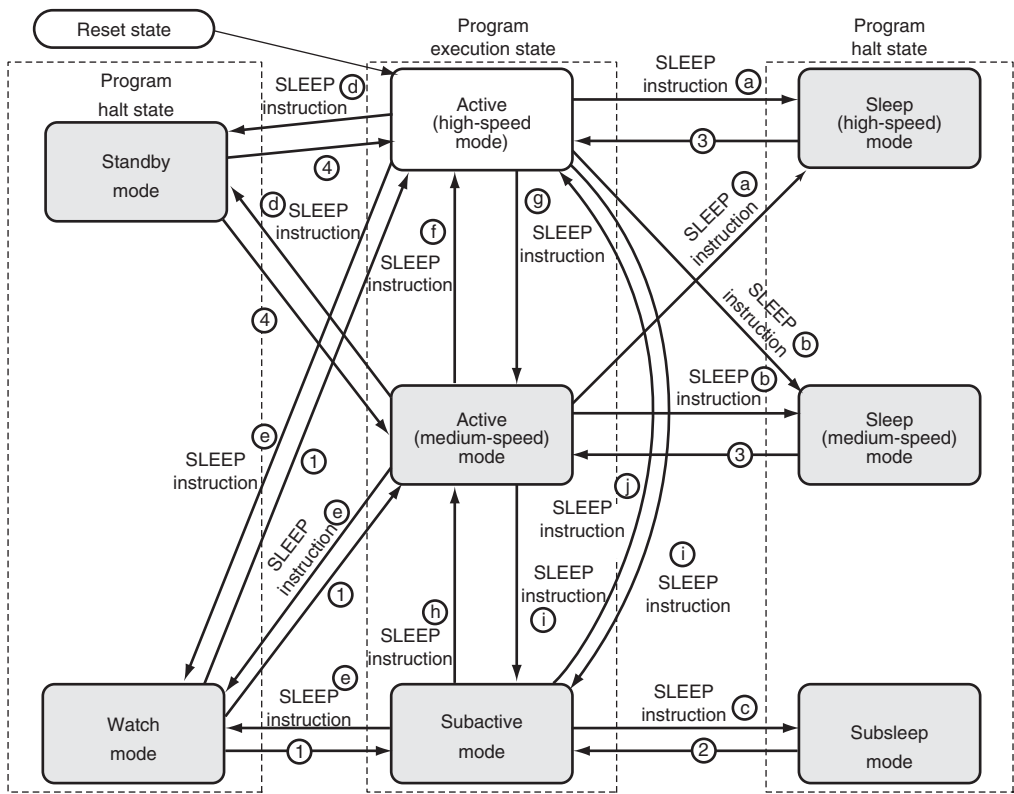 Reset state
Program
execution state
Program
halt state
Program
halt state
SLEEP
instruction
d
Active
(high-speed
mode)
SLEEP
instruction
a
Sleep
(high-speed)
mode
Standby
mode
4
3
d
SLEEP
instruction
f
SLEEP
instruction
g
SLEEP
instruction
a
SLEEP
instruction
SLEEP
instruction
b
4
Active
(medium-speed)
mode
SLEEP
instruction
b
Sleep
(medium-speed)
mode
3
e
SLEEP
instruction
1
j
SLEEP
instruction
e
SLEEP
instruction
1
i
SLEEP
instruction
SLEEP
instruction
i
h
SLEEP
instruction
e
SLEEP
instruction
Watch
mode
1
Subactive
mode
SLEEP
instruction
c
2
Subsleep
mode